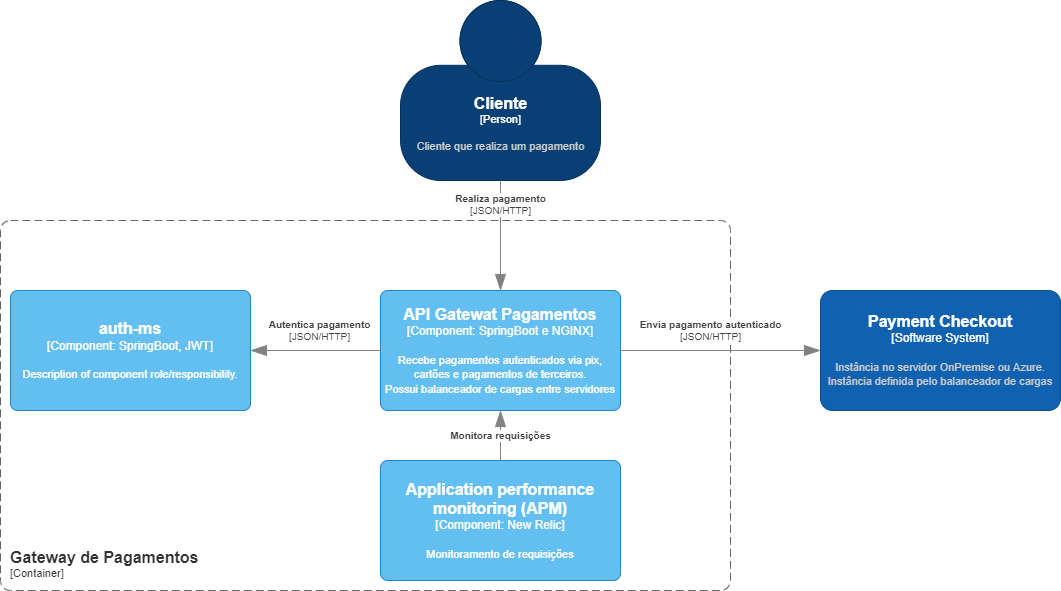 Cliente
[Person]
Cliente que realiza um pagamento
Realiza pagamento
[JSON/HTTP]
auth-ms
[Component: SpringBoot, JWT]
Description of component role/responsibility.
Autentica pagamento
[JSON/HTTP]
API Gatewat Pagamentos
[Component: SpringBoot e NGINX]
Recebe pagamentos autenticados via pix,
cartões e pagamentos de terceiros.
Possui balanceador de cargas entre servidores
Envia pagamento autenticado
[JSON/HTTP]
Payment Checkout
[Software System]
Instância no servidor OnPremise ou Azure.
Instância definida pelo balanceador de cargas
Monitora requisições
Application performance
monitoring (APM)
[Component: New Relic]
Monitoramento de requisições
Gateway de Pagamentos
[Container]